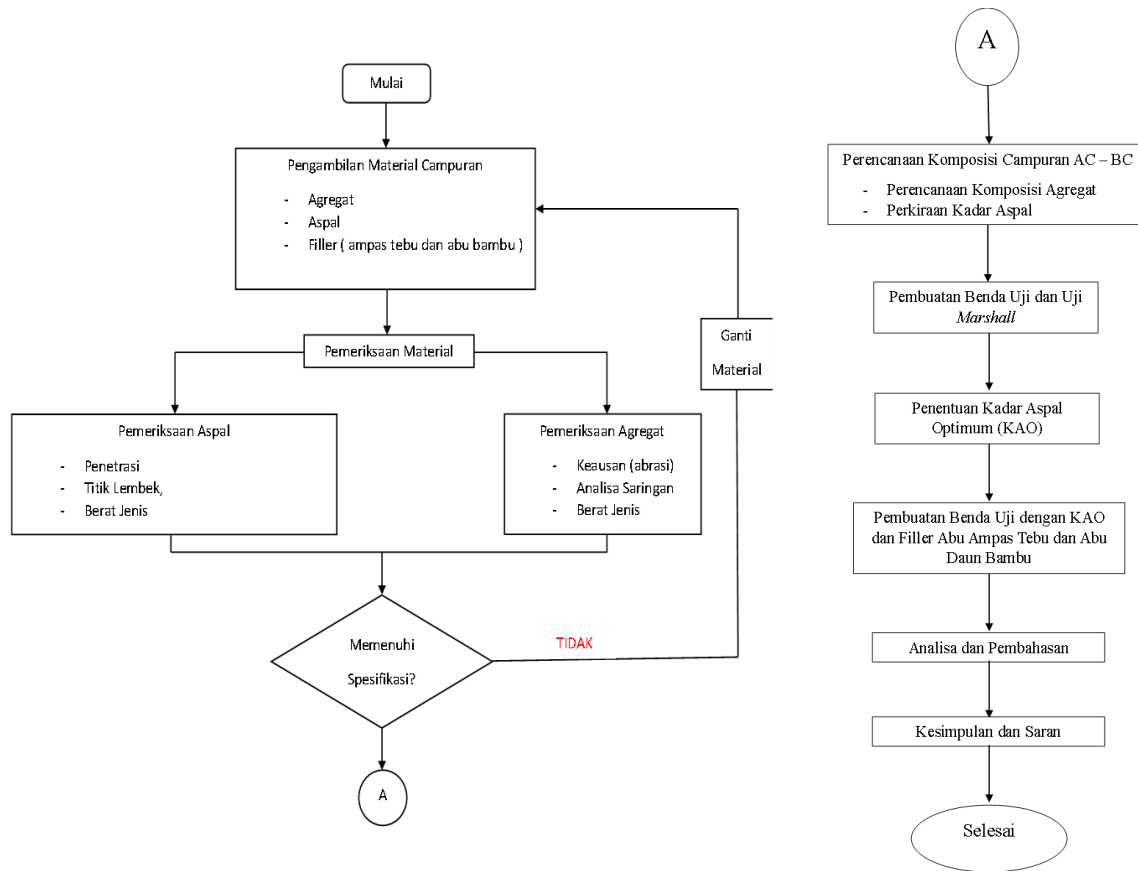 Mulai
Pengambilan Material Campuran
- Agregat
- Aspal
- Filler ( ampas tebu dan abu bambu )
Pemeriksaan Material
Ganti
Material
Pemeriksaan Aspal
- Penetrasi
- Titik Lembek,
- Berat Jenis
Pemeriksaan Agregat
- Keausan (abrasi)
- Analisa Saringan
- Berat Jenis
Memenuhi
Spesifikasi?
TIDAK
A
A
Perencanaan Komposisi Campuran AC – BC
- Perencanaan Komposisi Agregat
- Perkiraan Kadar Aspal
Pembuatan Benda Uji dan Uji
Marshall
Penentuan Kadar Aspal
Optimum (KAO)
Pembuatan Benda Uji dengan KAO
dan Filler Abu Ampas Tebu dan Abu
Daun Bambu
Analisa dan Pembahasan
Kesimpulan dan Saran
Selesai